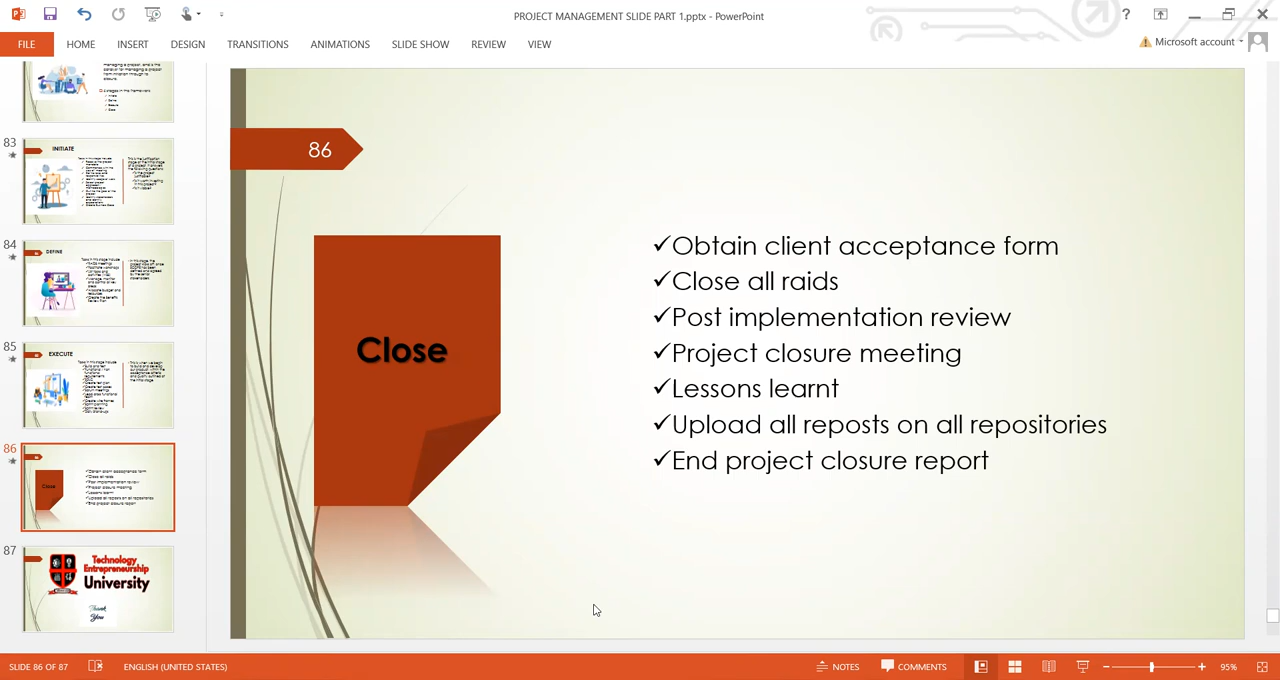 PROJECT MANAGEMENT SLIDE PART 1.pptx - PowerPoint
?
FILE HOME INSERT DESIGN TRANSITIONS ANIMATIONS SLIDE SHOW REVIEW VIEW
Microsoft account
83
INITIATE
84
DEFINE
85
EXECUTE
86
Close
87
Technology
Entrepreneurship
University
Thank
You
86
Close
✓Obtain client acceptance form
✓Close all raids
✓Post implementation review
✓Project closure meeting
✓Lessons learnt
✓Upload all reposts on all repositories
✓End project closure report
SLIDE 86 OF 87 ENGLISH (UNITED STATES) NOTES COMMENTS 95%